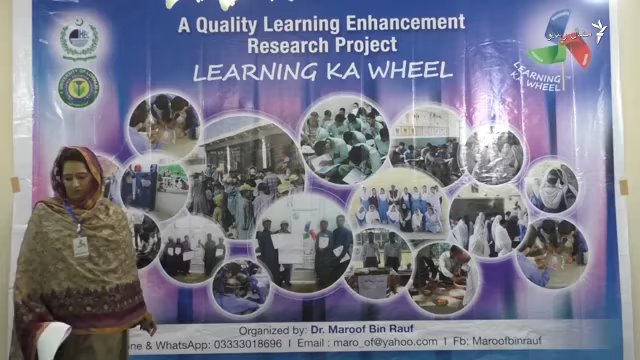 A Quality Learning Enhancement
Research Project
LEARNING KA WHEEL
LEARNING
KA WHEEL
Organized by: Dr. Maroof Bin Rauf
ne & WhatsApp: 03333018696 I Email : maro_of@yahoo.com I Fb: Maroofbinrauf